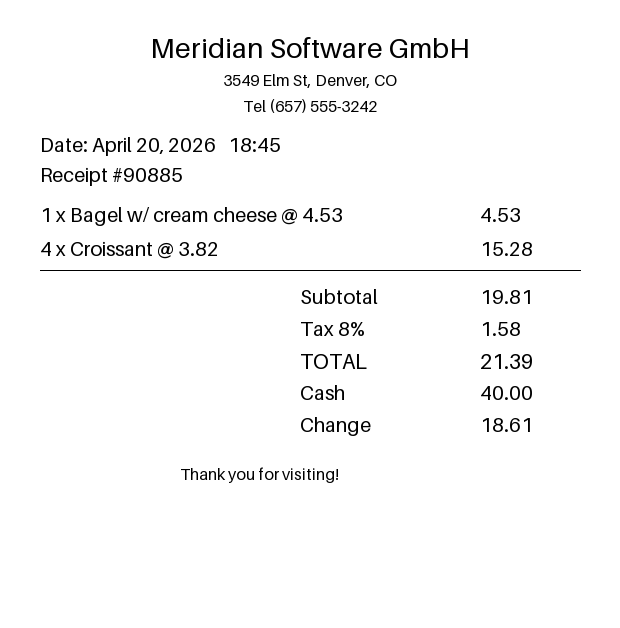 Meridian Software GmbH
3549 Elm St, Denver, CO
Tel (657) 555-3242
Date: April 20, 2026 18:45
Receipt #90885
1 x Bagel w/ cream cheese @ 4.53 4.53
4 x Croissant @ 3.82 15.28
Subtotal 19.81
Tax 8% 1.58
TOTAL 21.39
Cash 40.00
Change 18.61
Thank you for visiting!